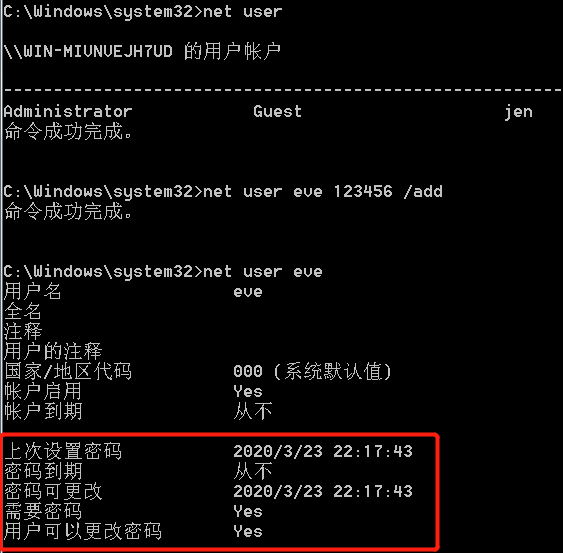 C:\Windows\system32>net user
\\WIN-MIVNVEJH7UD 的用户帐户
-------------------------------------------------------
Administrator Guest jen
命令成功完成。
C:\Windows\system32>net user eve 123456 /add
命令成功完成。
C:\Windows\system32>net user eve
用户名 eve
全名
注释
用户的注释
国家/地区代码 000 (系统默认值)
帐户启用 Yes
帐户到期 从不
上次设置密码 2020/3/23 22:17:43
密码到期 从不
密码可更改 2020/3/23 22:17:43
需要密码 Yes
用户可以更改密码 Yes